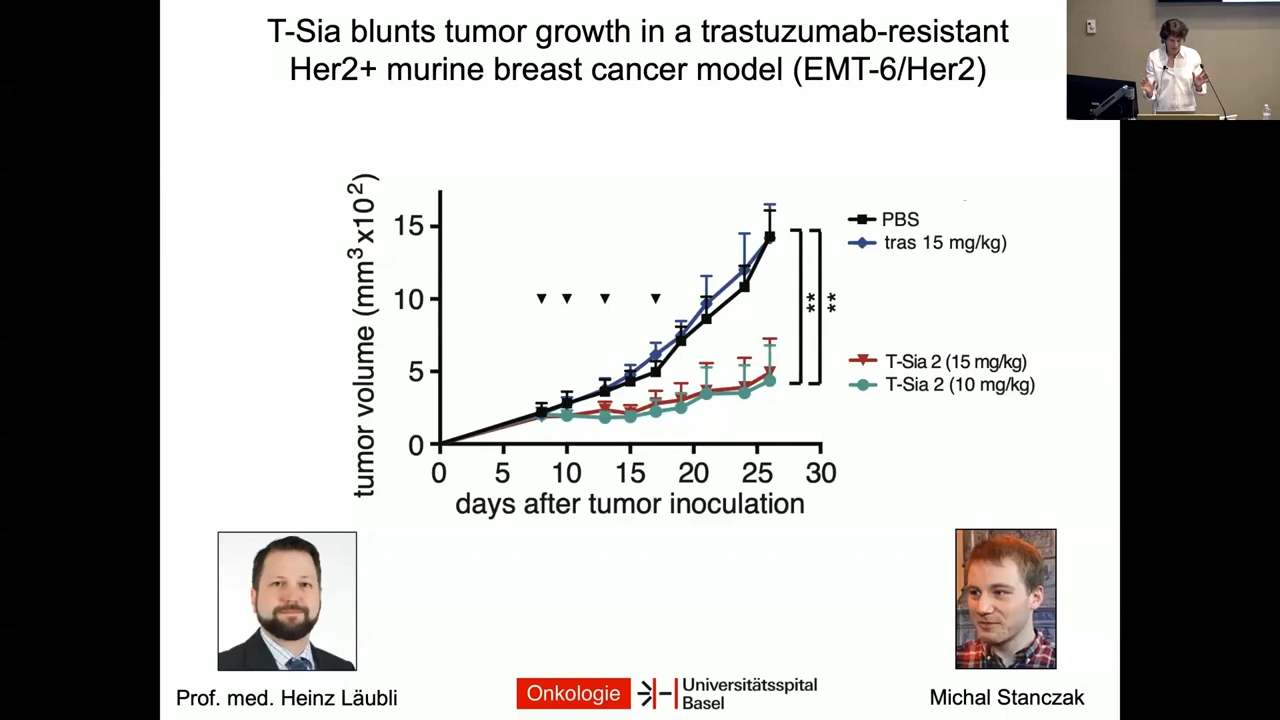 T-Sia blunts tumor growth in a trastuzumab-resistant
Her2+ murine breast cancer model (EMT-6/Her2)
tumor volume (mm³ x10²)
15
10
5
0
0 5 10 15 20 25 30
days after tumor inoculation
**
**
PBS
tras 15 mg/kg)
T-Sia 2 (15 mg/kg)
T-Sia 2 (10 mg/kg)
Prof. med. Heinz Läubli
Onkologie
Universitätsspital
Basel
Michal Stanczak